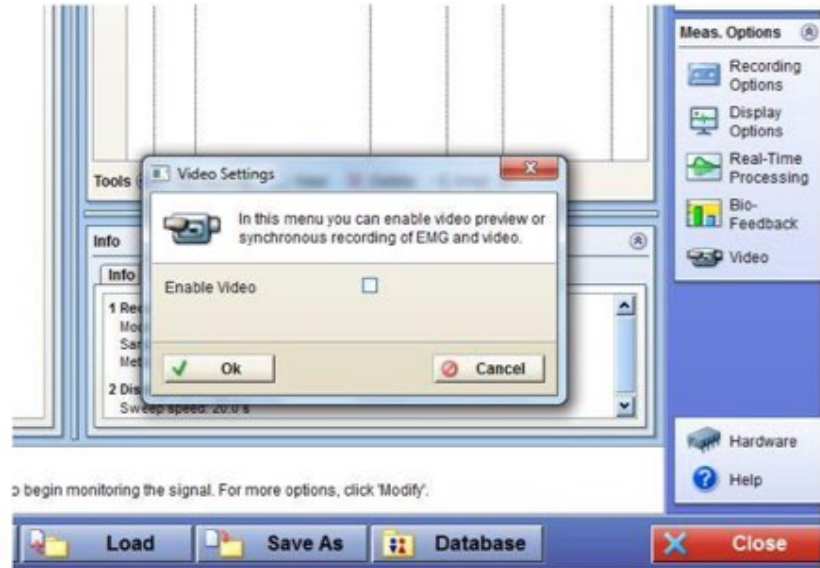 Meas. Options
Recording
Options
Display
Options
Real-Time
Processing
Bio-
Feedback
Video
Tools
Video Settings
In this menu you can enable video preview or
synchronous recording of EMG and video.
Enable Video
Ok
Cancel
Info
Info
1
2
Sweep speed: 20.0 s
Hardware
Help
begin monitoring the signal. For more options, click 'Modify'.
Load
Save As
Database
Close